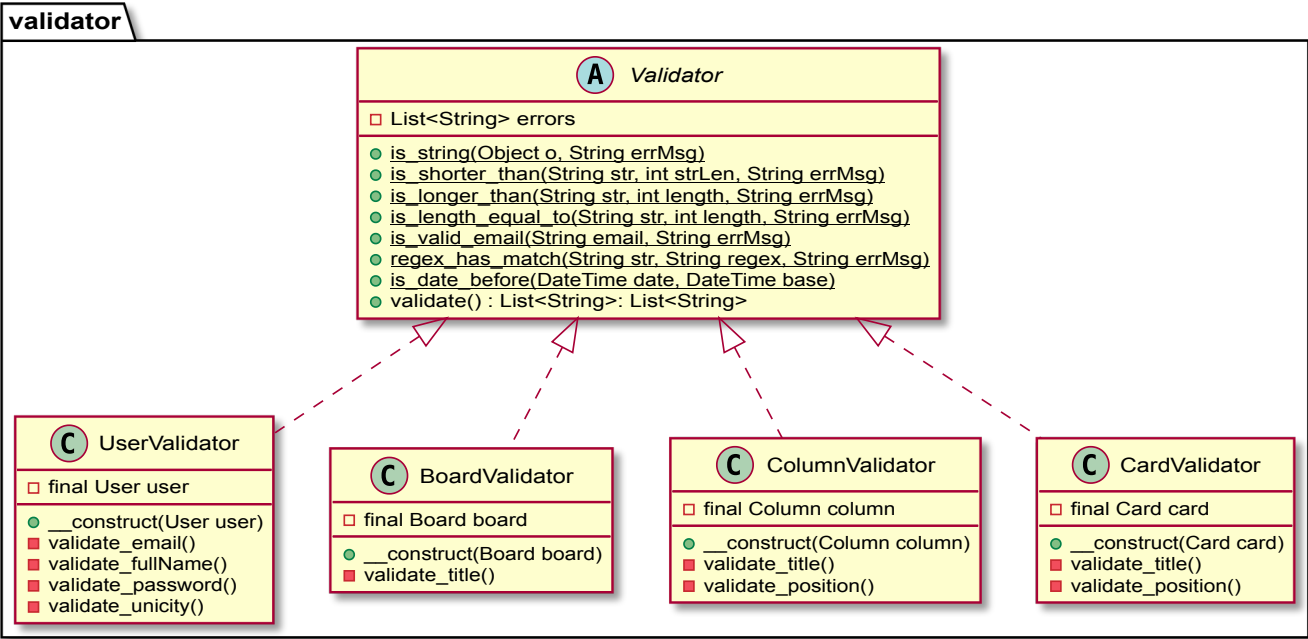 validator
A Validator
List<String> errors
is_string(Object o, String errMsg)
is_shorter_than(String str, int strLen, String errMsg)
is_longer_than(String str, int length, String errMsg)
is_length_equal_to(String str, int length, String errMsg)
is_valid_email(String email, String errMsg)
regex_has_match(String str, String regex, String errMsg)
is_date_before(DateTime date, DateTime base)
validate() : List<String>: List<String>
C UserValidator
final User user
__construct(User user)
validate_email()
validate_fullName()
validate_password()
validate_unicity()
C BoardValidator
final Board board
__construct(Board board)
validate_title()
C ColumnValidator
final Column column
__construct(Column column)
validate_title()
validate_position()
C CardValidator
final Card card
__construct(Card card)
validate_title()
validate_position()